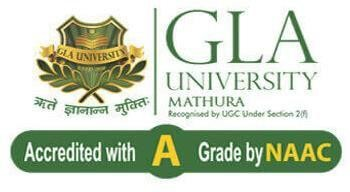 GLA UNIVERSITY
ऋते ज्ञानान्न मुक्तिः
GLA
UNIVERSITY
MATHURA
Recognised by UGC Under Section 2(f)
Accredited with A Grade by NAAC